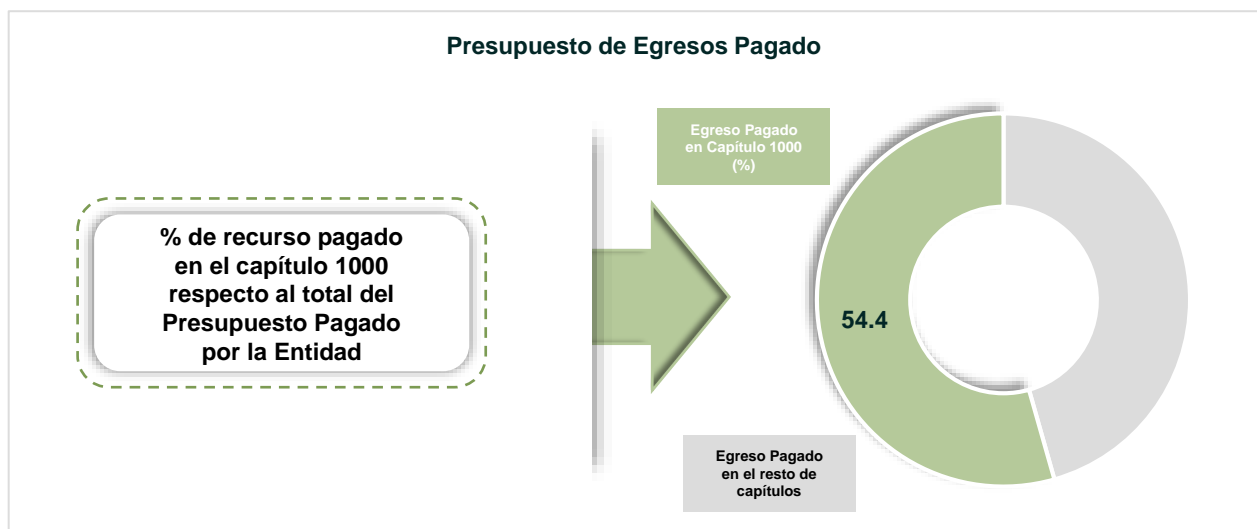 Presupuesto de Egresos Pagado
% de recurso pagado
en el capítulo 1000
respecto al total del
Presupuesto Pagado
por la Entidad
Egreso Pagado
en Capítulo 1000
(%)
54.4
Egreso Pagado
en el resto de
capítulos